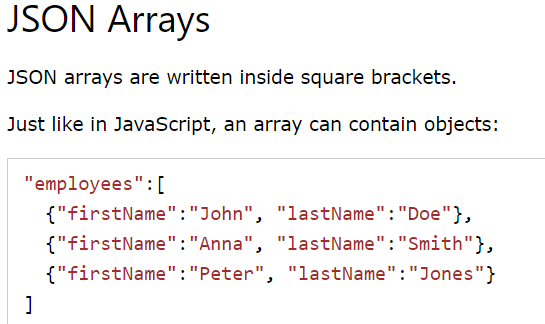 JSON Arrays
JSON arrays are written inside square brackets.
Just like in JavaScript, an array can contain objects:
"employees":[
  {"firstName":"John", "lastName":"Doe"},
  {"firstName":"Anna", "lastName":"Smith"},
  {"firstName":"Peter", "lastName":"Jones"}
]